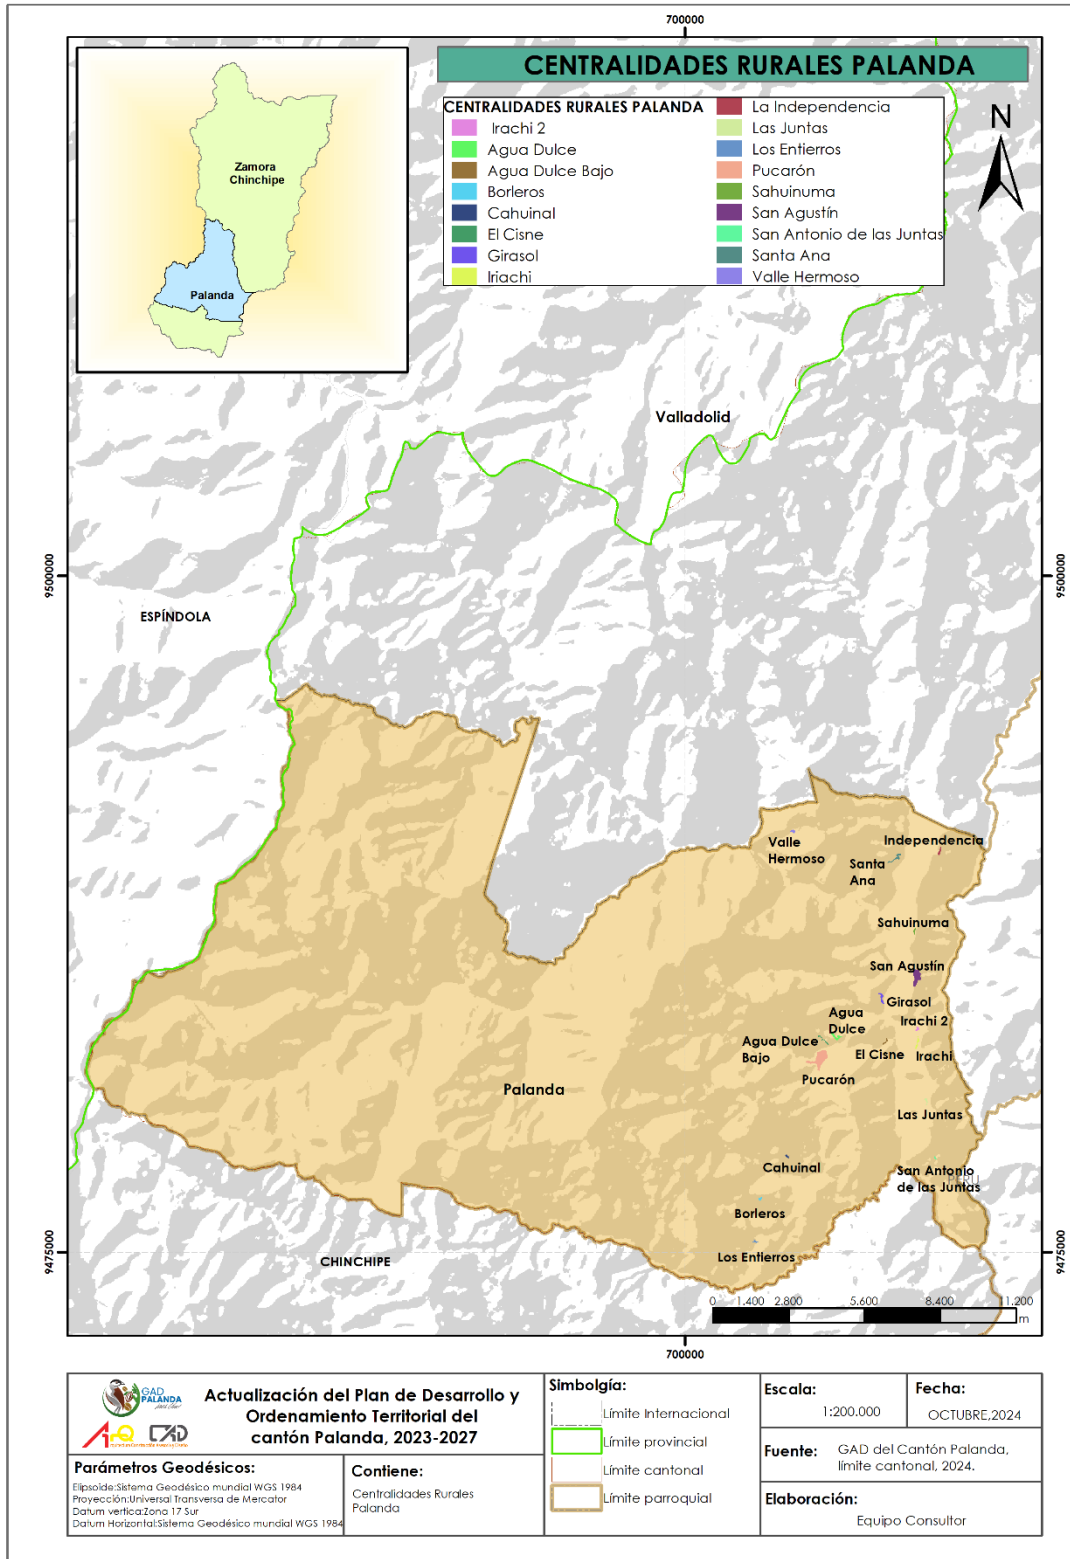 700000
CENTRALIDADES RURALES PALANDA
Zamora
Chinchipe
Palanda
CENTRALIDADES RURALES PALANDA
Irachi 2
Agua Dulce
Agua Dulce Bajo
Borleros
Cahuinal
El Cisne
Girasol
Iriachi
La Independencia
Las Juntas
Los Entierros
Pucarón
Sahuinuma
San Agustín
San Antonio de las Juntas
Santa Ana
Valle Hermoso
N
Valladolid
9500000
9500000
ESPÍNDOLA
Valle
Hermoso
Independencia
Santa
Ana
Sahuinuma
San Agustín
Girasol
Agua
Dulce
Irachi 2
Agua Dulce
Bajo
El Cisne
Irachi
Pucarón
Palanda
Las Juntas
Cahuinal
San Antonio
de las Juntas
PERU
Borleros
Los Entierros
CHINCHIPE
9475000
9475000
0 1.400 2.800 5.600 8.400 11.200
m
700000
GAD
PALANDA
Actualización del Plan de Desarrollo y
Ordenamiento Territorial del
cantón Palanda, 2023-2027
Parámetros Geodésicos:
Elipsoide:Sistema Geodésico mundial WGS 1984
Proyección:Universal Transversa de Mercator
Datum vertica:Zona 17 Sur
Datum Horizontal:Sistema Geodésico mundial WGS 1984
Contiene:
Centralidades Rurales
Palanda
Simbolgía:
Límite Internacional
Límite provincial
Límite cantonal
Límite parroquial
Escala:
1:200.000
Fecha:
OCTUBRE,2024
Fuente: GAD del Cantón Palanda,
límite cantonal, 2024.
Elaboración:
Equipo Consultor